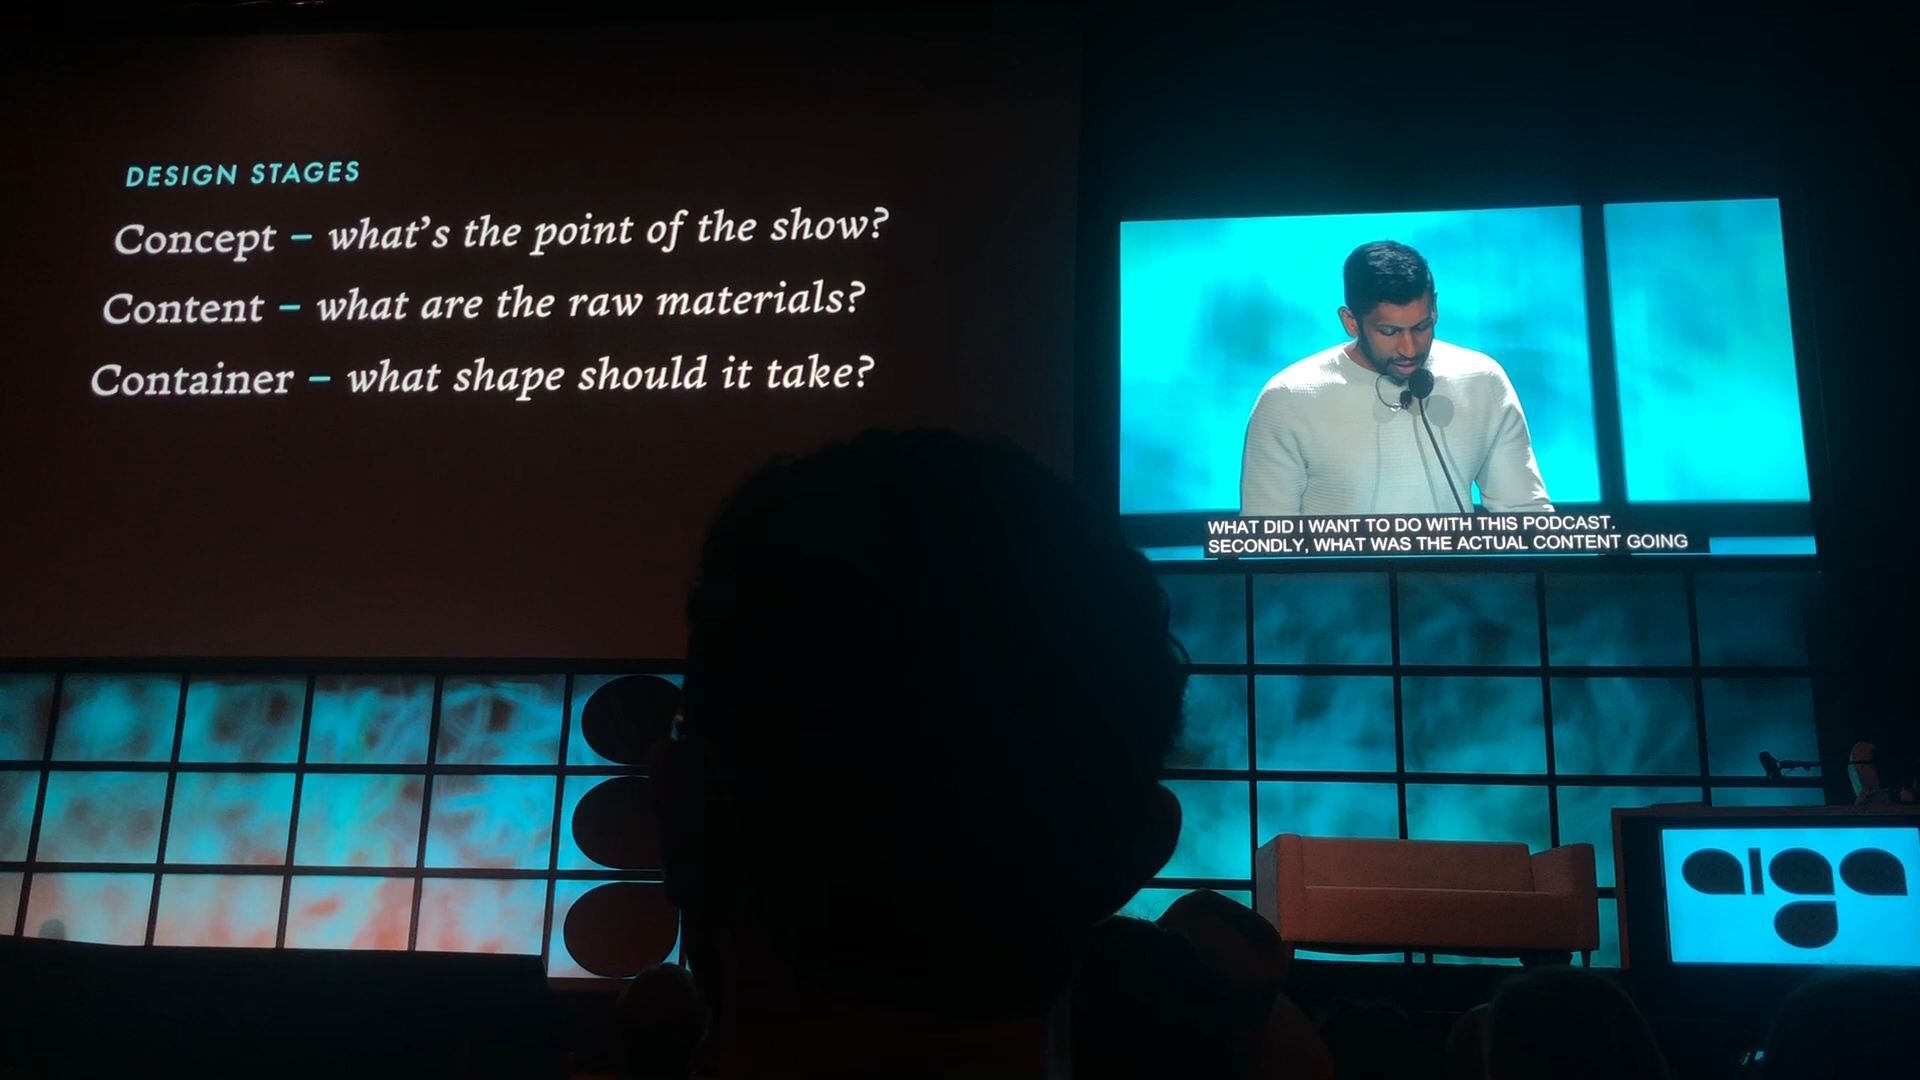 DESIGN STAGES
Concept – what's the point of the show?
Content – what are the raw materials?
Container – what shape should it take?
WHAT DID I WANT TO DO WITH THIS PODCAST.
SECONDLY, WHAT WAS THE ACTUAL CONTENT GOING
aiga